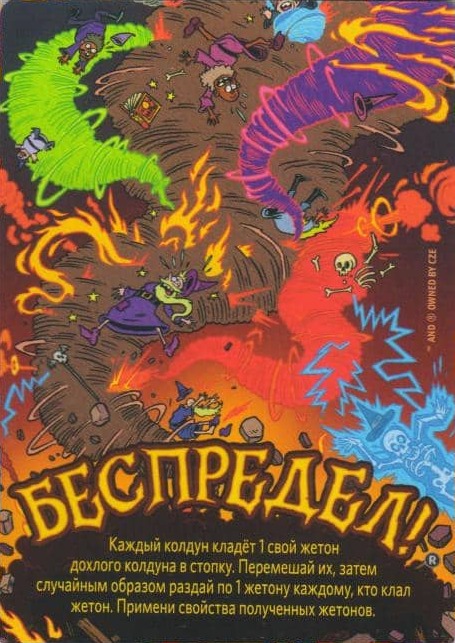 ™ AND ® OWNED BY CZE
БЕСПРЕДЕЛ!
®
Каждый колдун кладёт 1 свой жетон
дохлого колдуна в стопку. Перемешай их, затем
случайным образом раздай по 1 жетону каждому, кто клал
жетон. Примени свойства полученных жетонов.